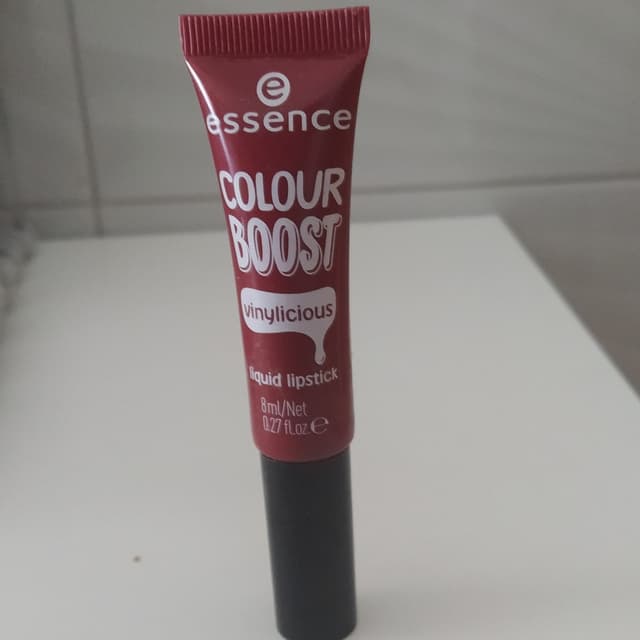 e
essence
COLOUR
BOOST
vinylicious
liquid lipstick
8ml/Net
0.27 fl.oz ℮